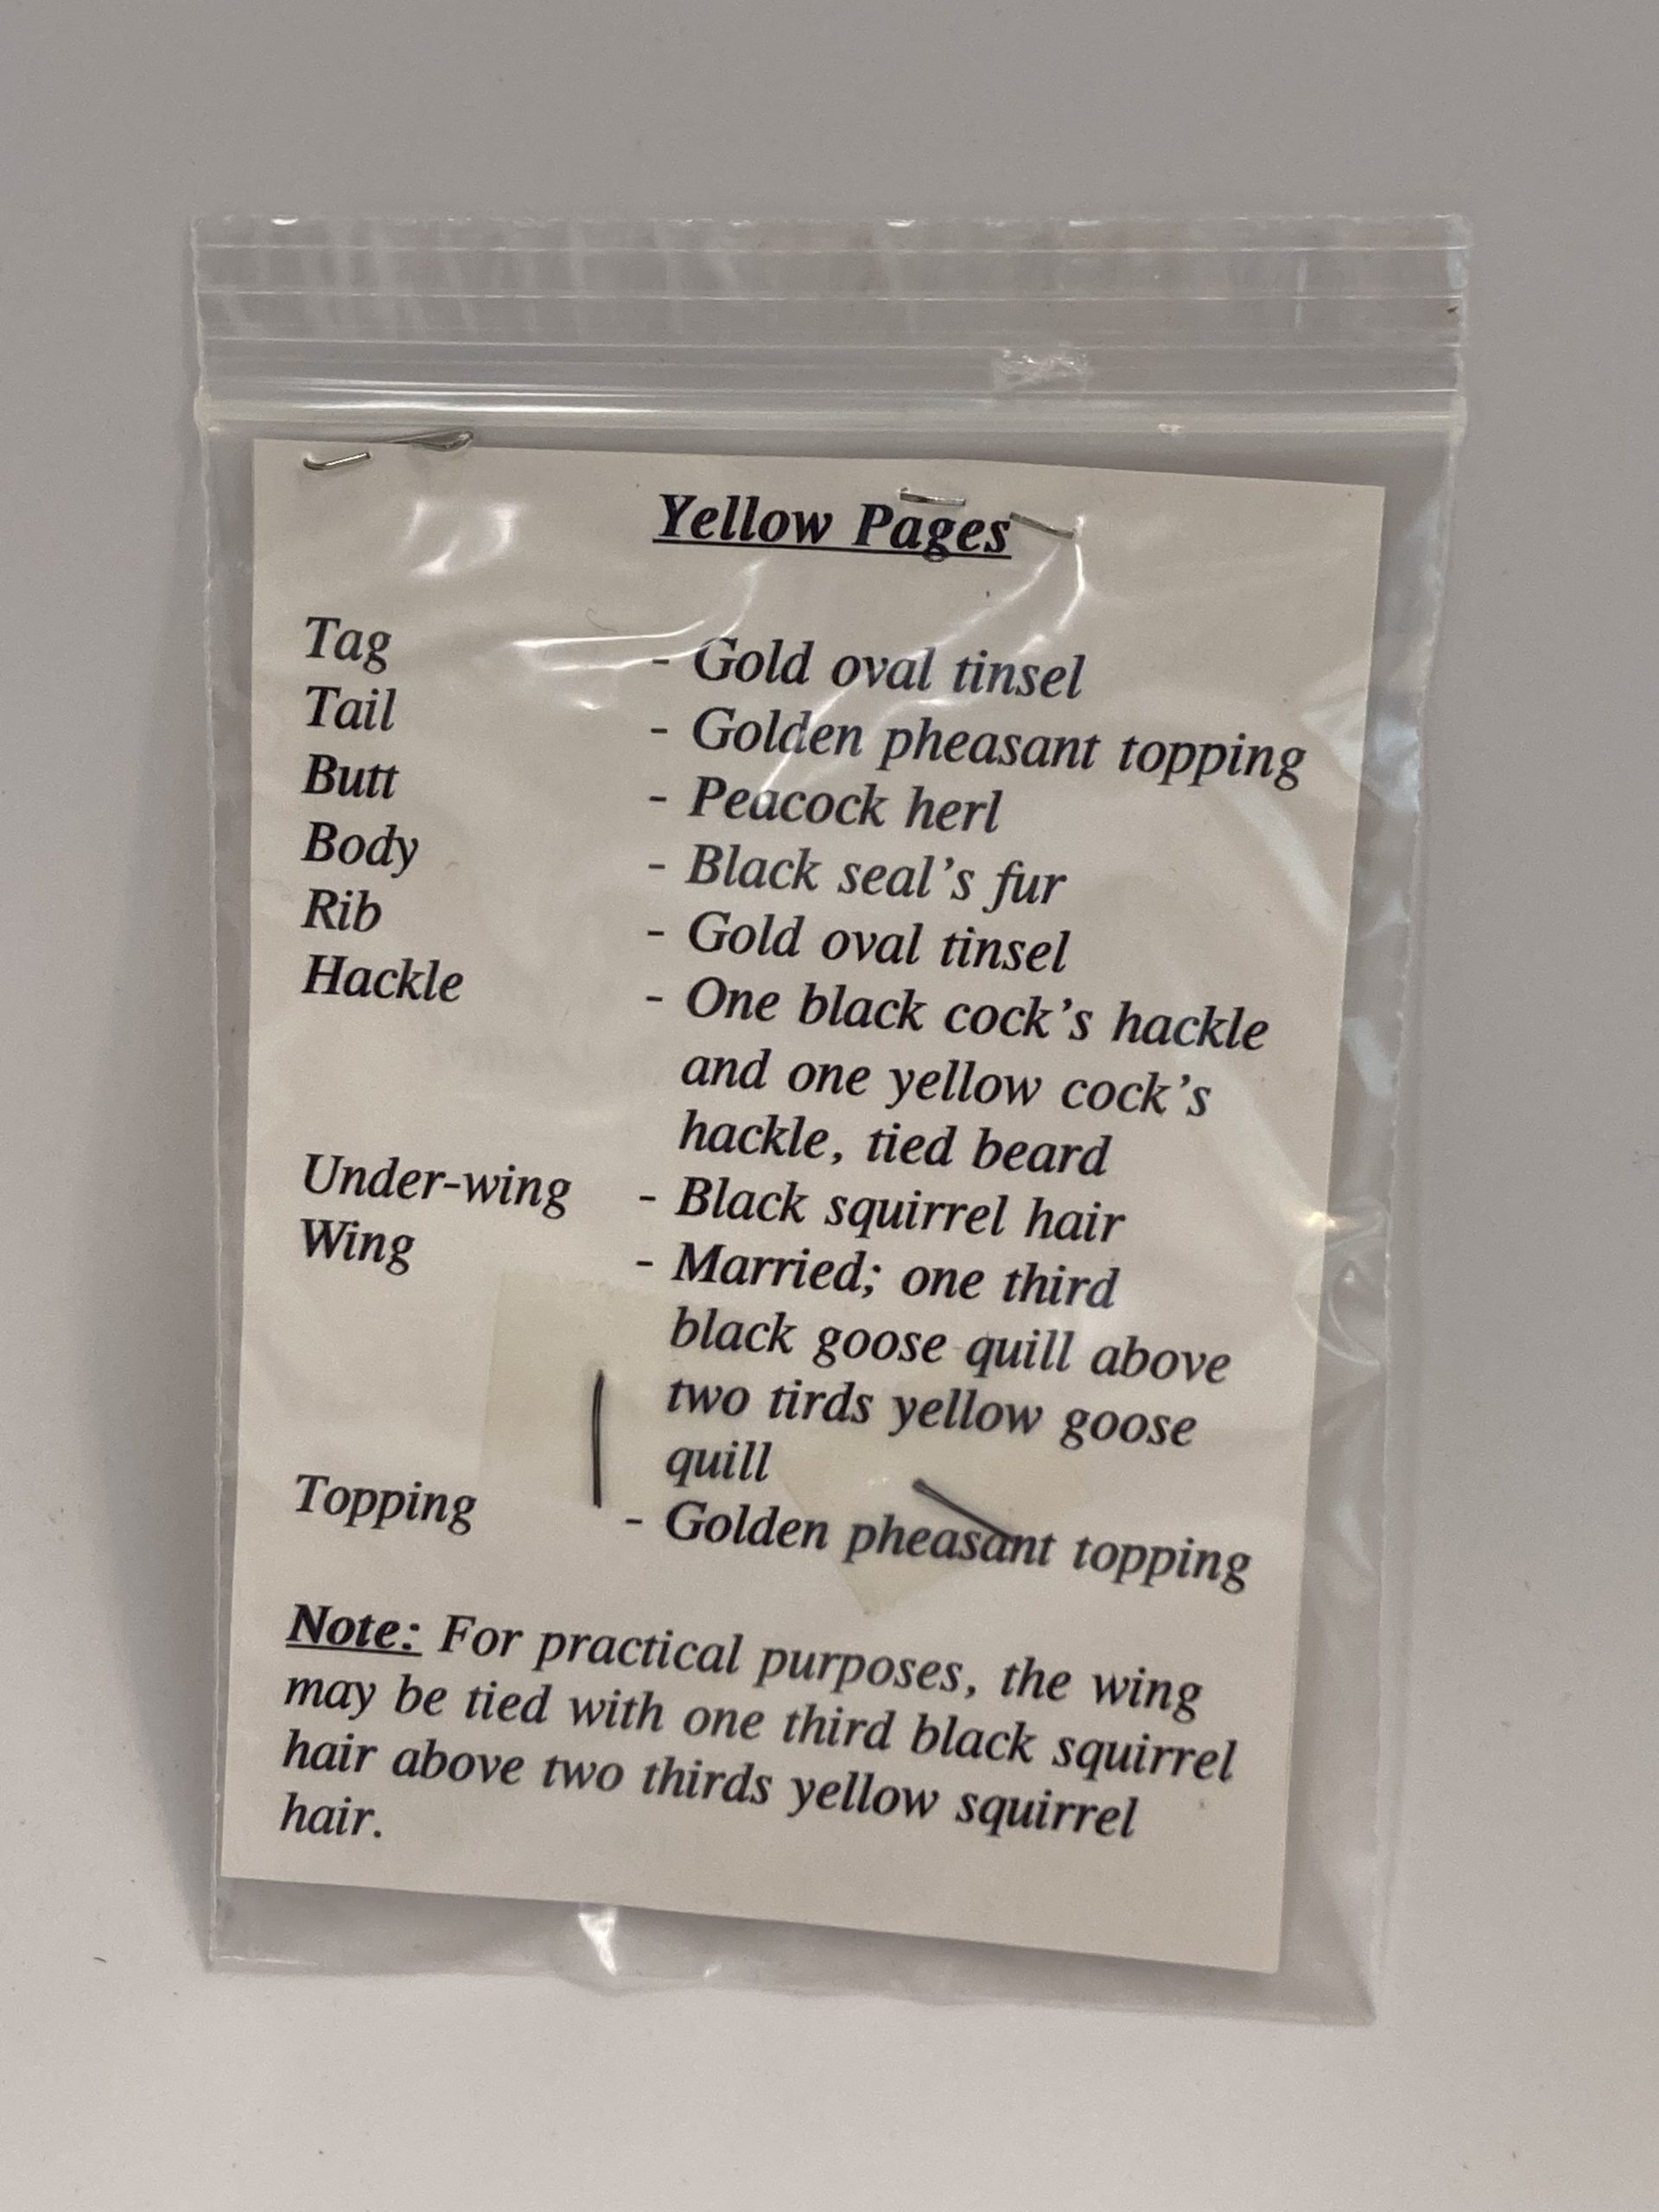 Yellow Pages
Tag - Gold oval tinsel
Tail - Golden pheasant topping
Butt - Peacock herl
Body - Black seal's fur
Rib - Gold oval tinsel
Hackle - One black cock's hackle
and one yellow cock's
hackle, tied beard
Under-wing - Black squirrel hair
Wing - Married; one third
black goose quill above
two tirds yellow goose
quill
Topping - Golden pheasant topping
Note: For practical purposes, the wing
may be tied with one third black squirrel
hair above two thirds yellow squirrel
hair.